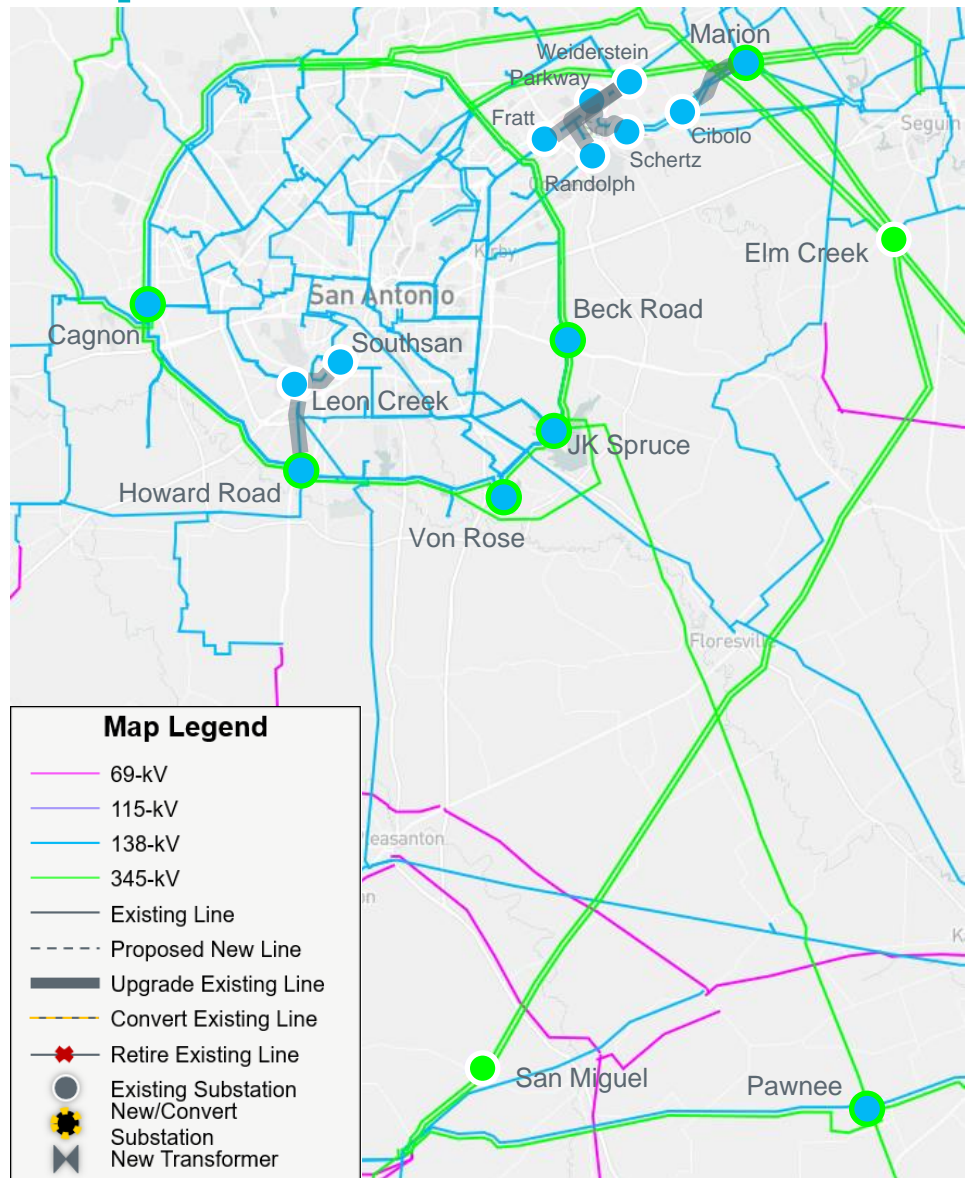 Weiderstein
Marion
Parkway
Fratt
Cibolo
Seguin
Schertz
Randolph
Elm Creek
Kirby
San Antonio
Beck Road
Cagnon
Southsan
Leon Creek
JK Spruce
Howard Road
Von Rose
Floresville
Map Legend
69-kV
115-kV
138-kV
345-kV
Existing Line
Proposed New Line
Upgrade Existing Line
Convert Existing Line
Retire Existing Line
Existing Substation
New/Convert
Substation
New Transformer
easanton
on
Ka
San Miguel
Pawnee